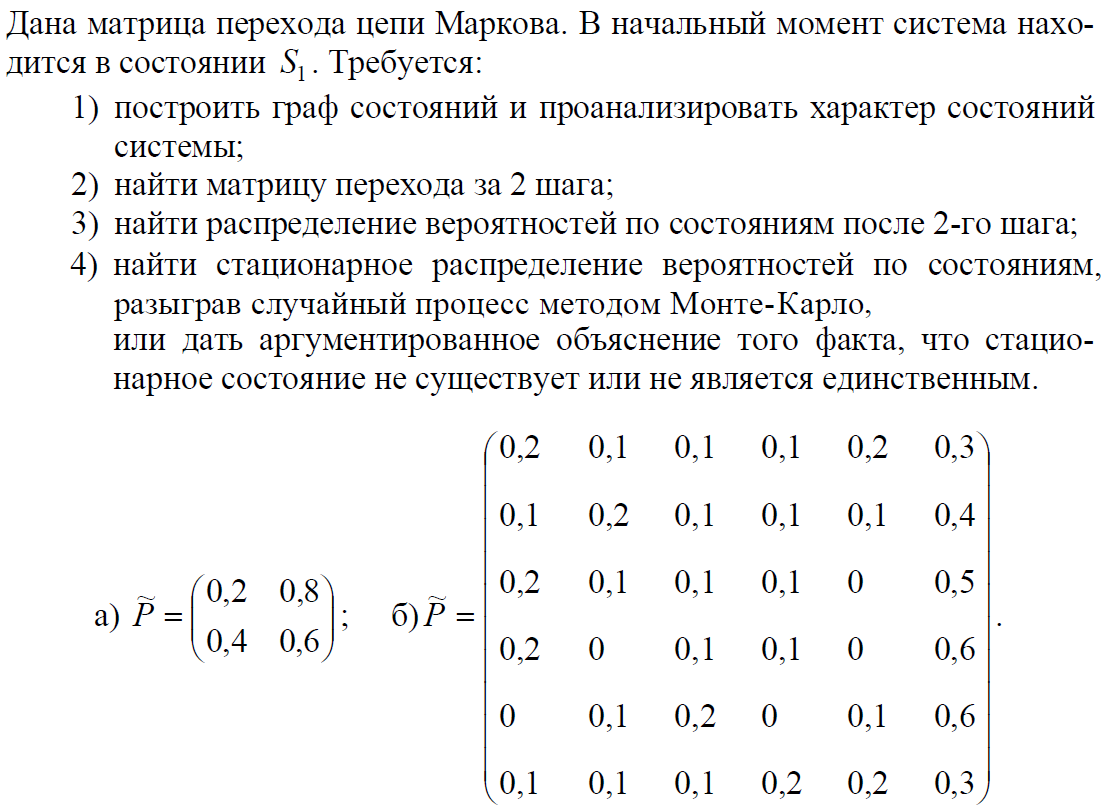 Дана матрица перехода цепи Маркова. В начальный момент система нахо-
дится в состоянии S₁. Требуется:
1) построить граф состояний и проанализировать характер состояний
системы;
2) найти матрицу перехода за 2 шага;
3) найти распределение вероятностей по состояниям после 2-го шага;
4) найти стационарное распределение вероятностей по состояниям,
разыграв случайный процесс методом Монте-Карло,
или дать аргументированное объяснение того факта, что стацио-
нарное состояние не существует или не является единственным.
0,2 0,1 0,1 0,1 0,2 0,3
0,1 0,2 0,1 0,1 0,1 0,4
0,2 0,8
0,2 0,1 0,1 0,1 0 0,5
а) P̃ = ; б) P̃ = .
0,4 0,6
0,2 0 0,1 0,1 0 0,6
0 0,1 0,2 0 0,1 0,6
0,1 0,1 0,1 0,2 0,2 0,3